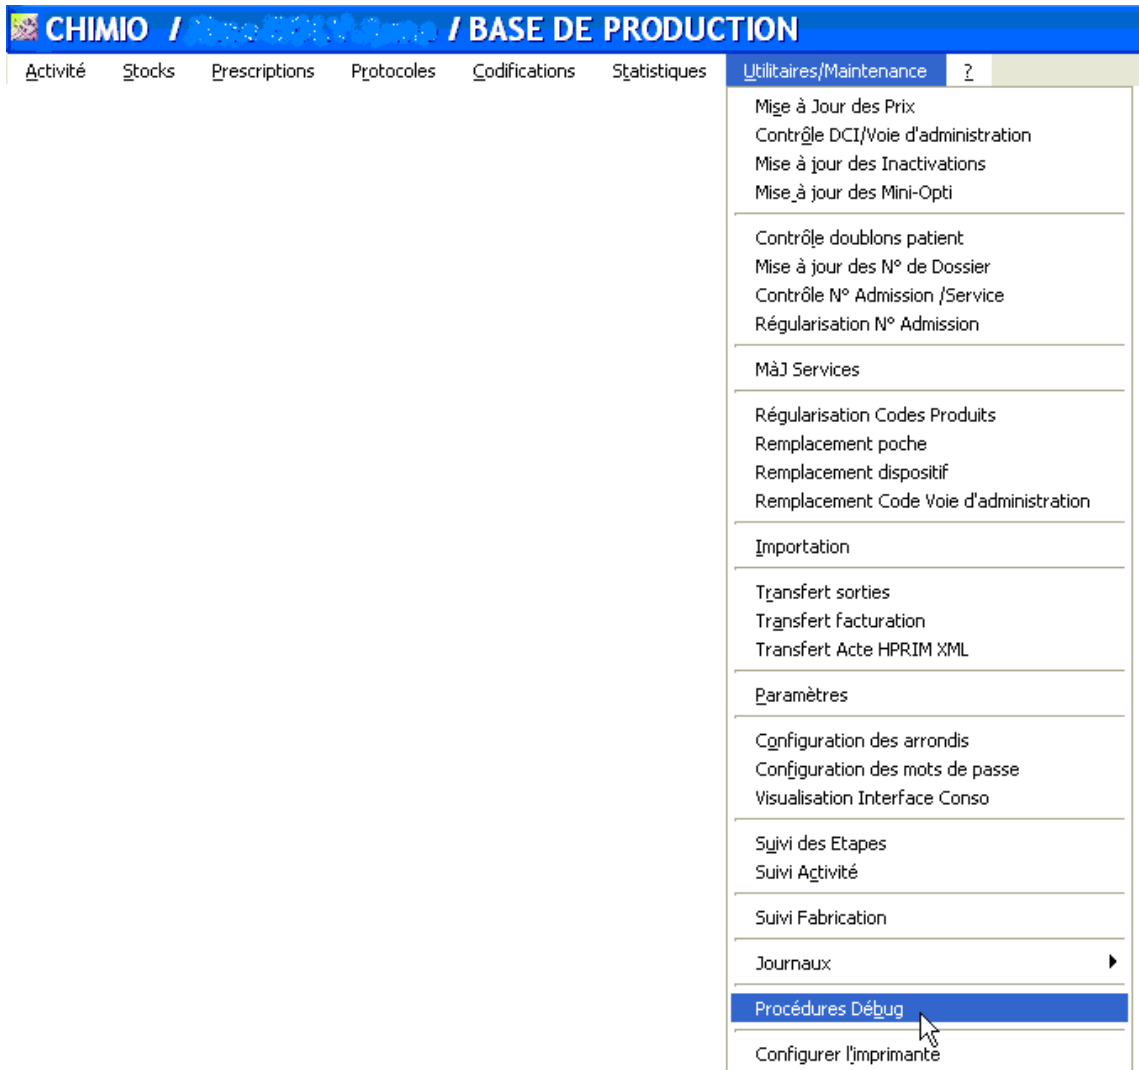 CHIMIO / / BASE DE PRODUCTION
Activité Stocks Prescriptions Protocoles Codifications Statistiques Utilitaires/Maintenance ?
Mise à Jour des Prix
Contrôle DCI/Voie d'administration
Mise à jour des Inactivations
Mise à jour des Mini-Opti
Contrôle doublons patient
Mise à jour des N° de Dossier
Contrôle N° Admission /Service
Régularisation N° Admission
MàJ Services
Régularisation Codes Produits
Remplacement poche
Remplacement dispositif
Remplacement Code Voie d'administration
Importation
Transfert sorties
Transfert facturation
Transfert Acte HPRIM XML
Paramètres
Configuration des arrondis
Configuration des mots de passe
Visualisation Interface Conso
Suivi des Etapes
Suivi Activité
Suivi Fabrication
Journaux
Procédures Débug
Configurer l'imprimante